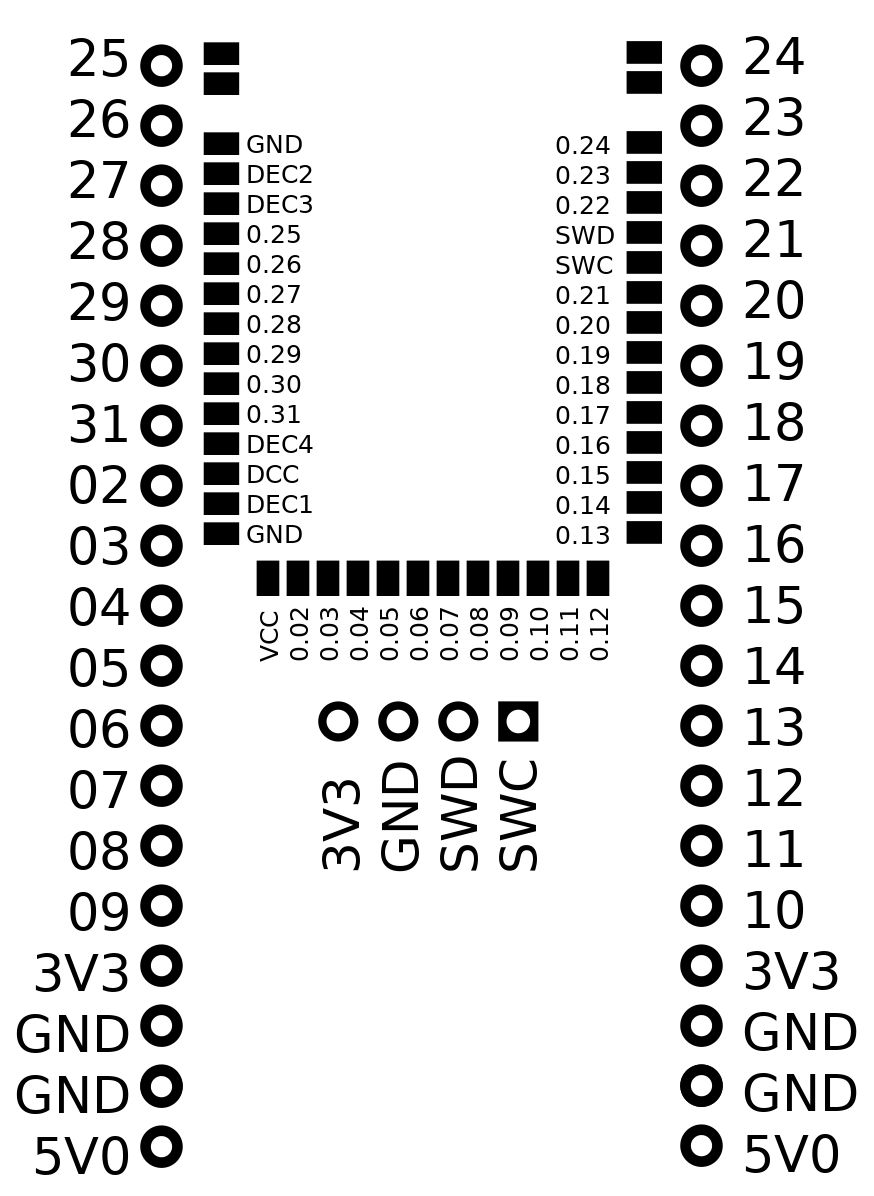 25
26
27
28
29
30
31
02
03
04
05
06
07
08
09
3V3
GND
GND
5V0
GND
DEC2
DEC3
0.25
0.26
0.27
0.28
0.29
0.30
0.31
DEC4
DCC
DEC1
GND
VCC
0.02
0.03
0.04
0.05
0.06
0.07
0.08
0.09
0.10
0.11
0.12
3V3
GND
SWD
SWC
0.24
0.23
0.22
SWD
SWC
0.21
0.20
0.19
0.18
0.17
0.16
0.15
0.14
0.13
24
23
22
21
20
19
18
17
16
15
14
13
12
11
10
3V3
GND
GND
5V0